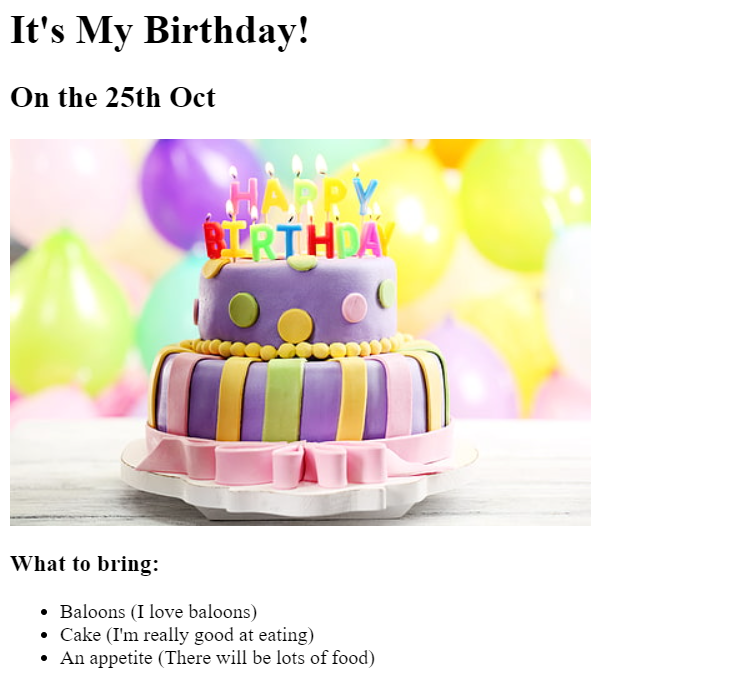 It's My Birthday!
On the 25th Oct
HAPPY
BIRTHDAY
What to bring:
Baloons (I love baloons)
Cake (I'm really good at eating)
An appetite (There will be lots of food)